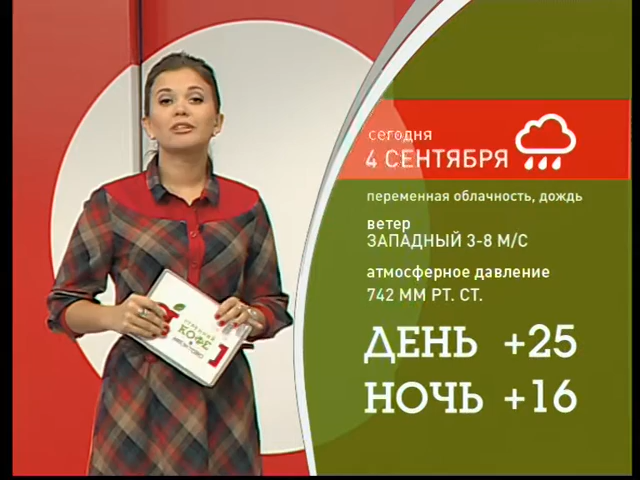 сегодня
4 СЕНТЯБРЯ
переменная облачность, дождь
ветер
ЗАПАДНЫЙ 3-8 М/С
атмосферное давление
742 ММ РТ. СТ.
ДЕНЬ +25
НОЧЬ +16
КОФЕ